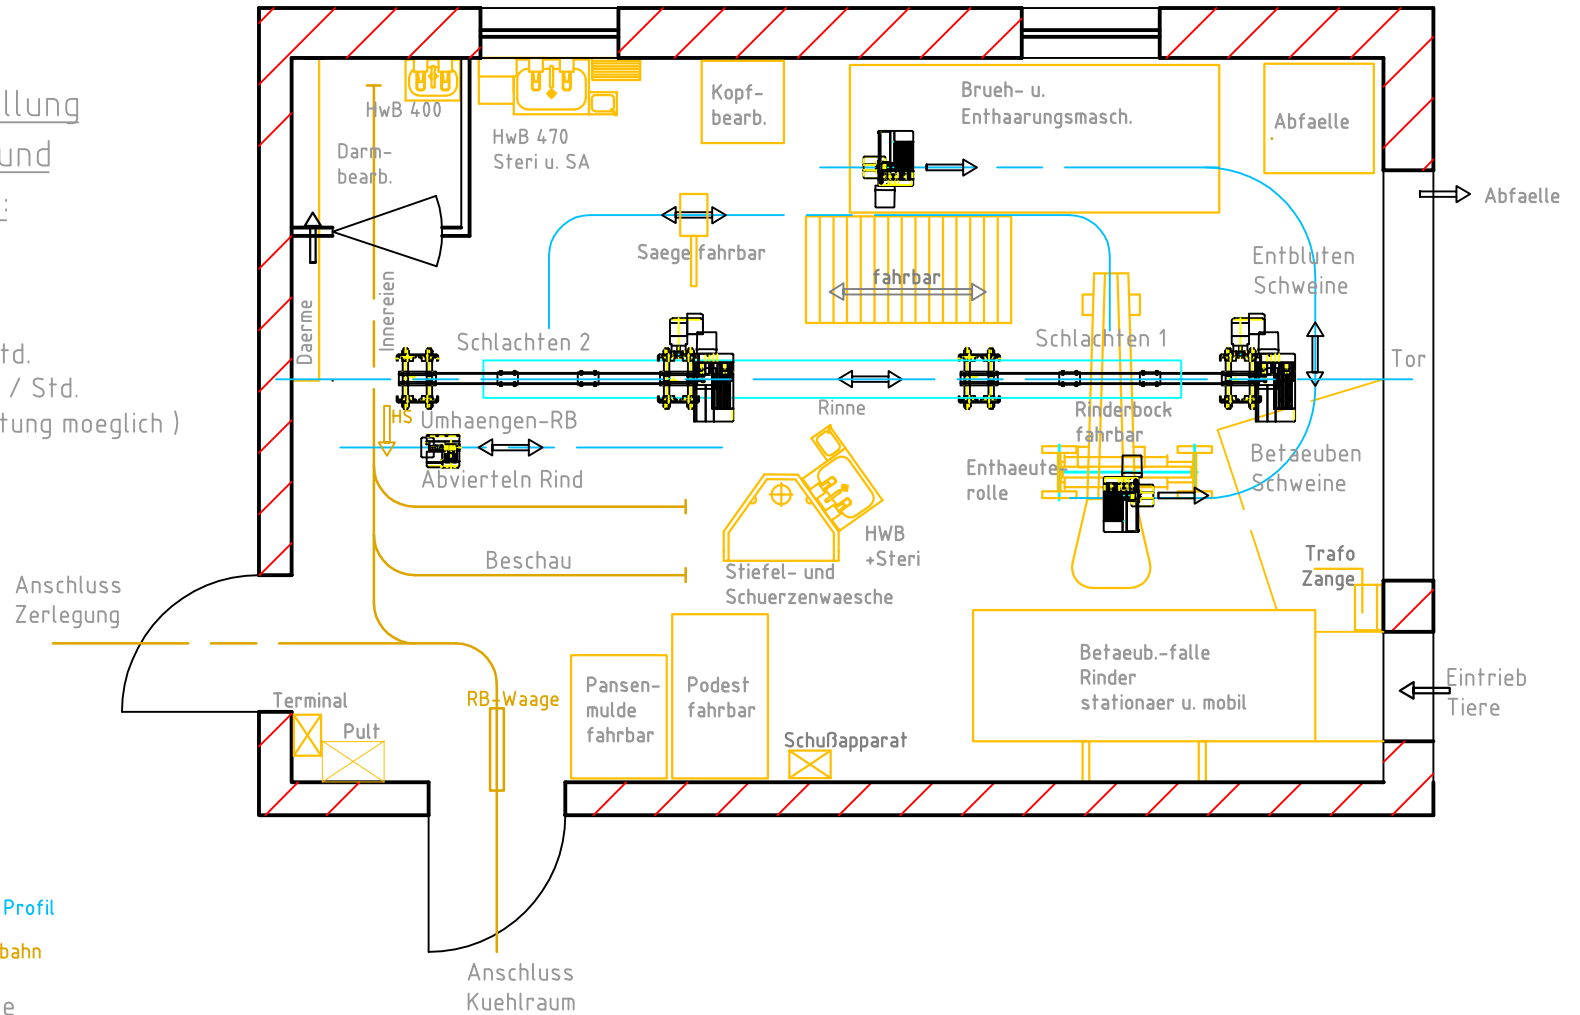 llung
und
:
td.
/ Std.
tung moeglich )
Profil
bahn
e
HwB 400
HwB 470
Steri u. SA
Darm-
bearb.
Kopf-
bearb.
Brueh- u.
Enthaarungsmasch.
Abfaelle
Abfaelle
Saege fahrbar
fahrbar
Entbluten
Schweine
Daerme
Innereien
Schlachten 2
Schlachten 1
Tor
Rinne
HS
Umhaengen-RB
Abvierteln Rind
Rinderbock
fahrbar
Enthaeute-
rolle
Betaeuben
Schweine
HWB
+Steri
Beschau
Stiefel- und
Schuerzenwaesche
Trafo
Zange
Anschluss
Zerlegung
Terminal
Pult
RB-Waage
Pansen-
mulde
fahrbar
Podest
fahrbar
Schußapparat
Betaeub.-falle
Rinder
stationaer u. mobil
Eintrieb
Tiere
Anschluss
Kuehlraum